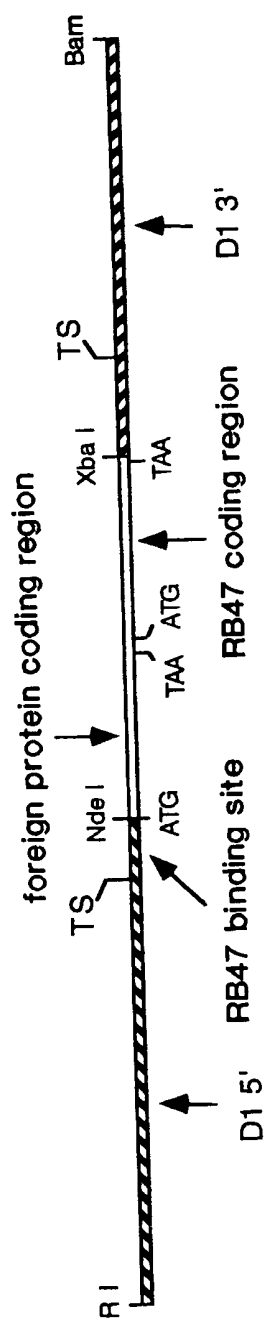 foreign protein coding region
R I
TS
Nde I
Xba I
TS
Bam
ATG
TAA
ATG
TAA
D1 5'
RB47 binding site
RB47 coding region
D1 3'